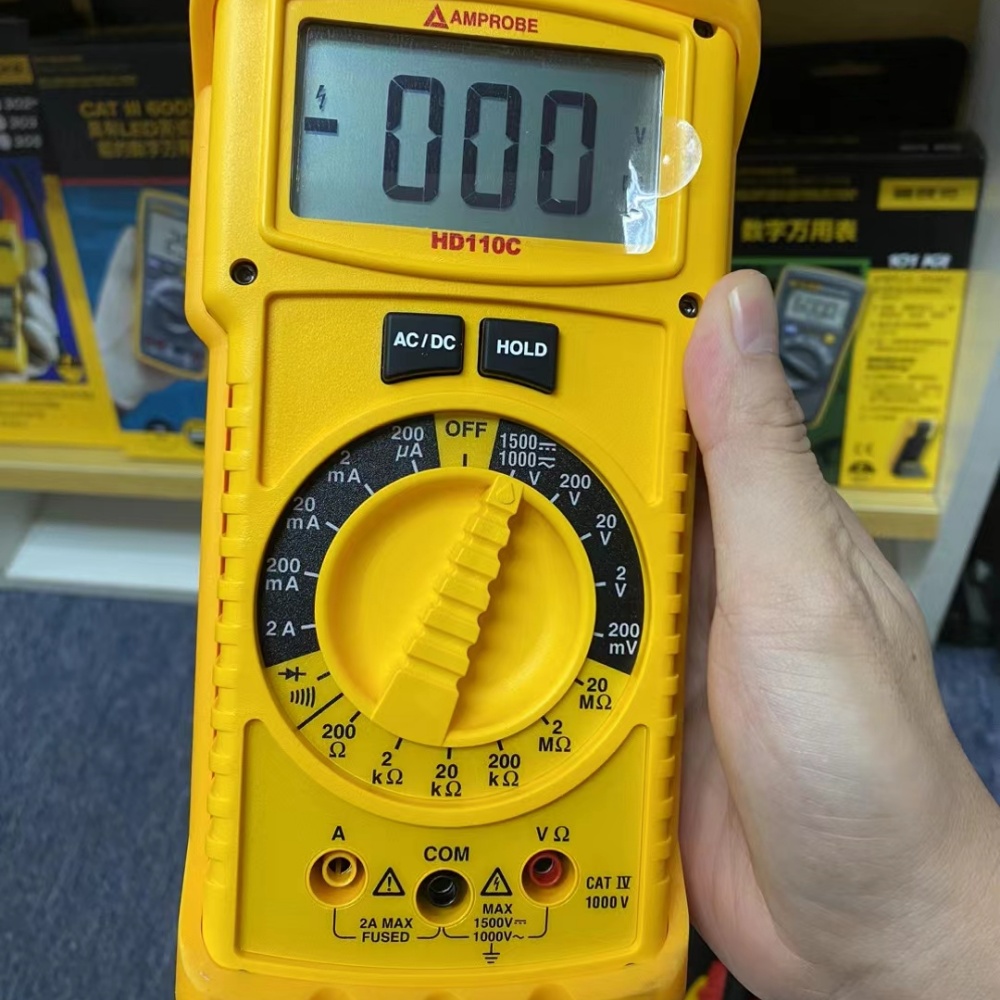 AMPROBE
000
V
HD110C
AC/DC
HOLD
OFF
1500
1000
V
200
V
20
V
2
V
200
mV
20
MΩ
2
MΩ
200
kΩ
20
kΩ
2
kΩ
200
Ω
2A
200
mA
20
mA
2
mA
200
μA
A
COM
V Ω
2A MAX
FUSED
MAX
1500V
1000V~
CAT IV
1000 V
CAT III 600V
数字万用表